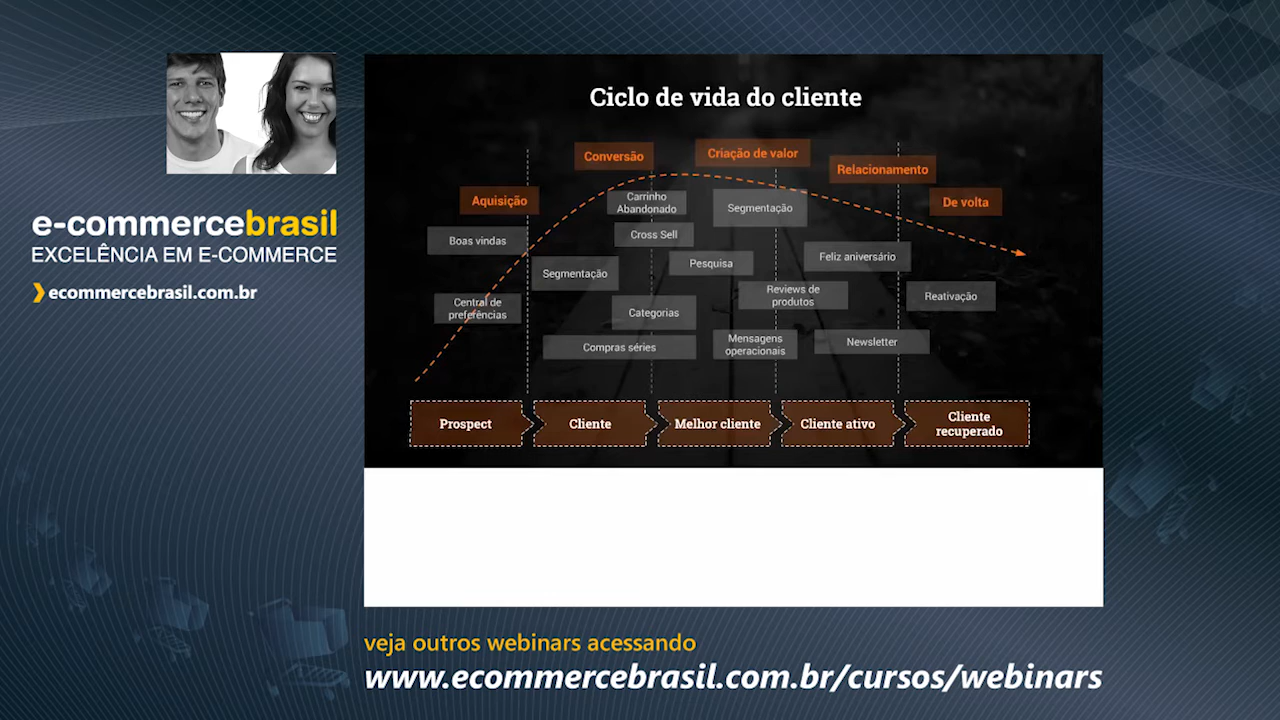 e-commercebrasil
EXCELÊNCIA EM E-COMMERCE
ecommercebrasil.com.br
Ciclo de vida do cliente
Aquisição
Conversão
Criação de valor
Relacionamento
De volta
Boas vindas
Central de
preferências
Segmentação
Carrinho
Abandonado
Cross Sell
Categorias
Compras séries
Pesquisa
Segmentação
Reviews de
produtos
Mensagens
operacionais
Feliz aniversário
Newsletter
Reativação
Prospect
Cliente
Melhor cliente
Cliente ativo
Cliente
recuperado
veja outros webinars acessando
www.ecommercebrasil.com.br/cursos/webinars